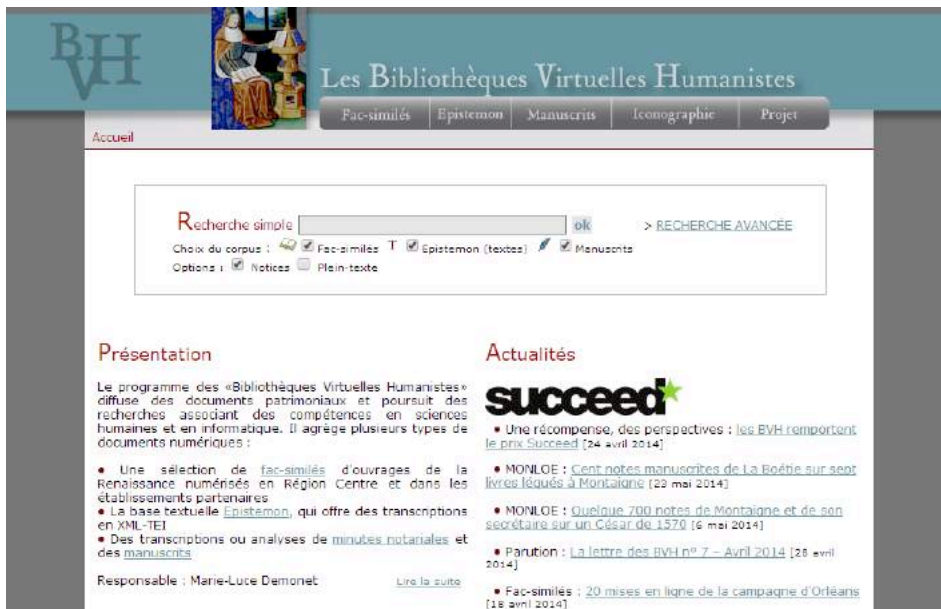 BVH
Les Bibliothèques Virtuelles Humanistes
Fac-similés Epistemon Manuscrits Iconographie Projet
Accueil
Recherche simple ok > RECHERCHE AVANCÉE
Choix du corpus : Fac-similés T Epistemon (textes) Manuscrits
Options : Notices Plein-texte
Présentation
Le programme des «Bibliothèques Virtuelles Humanistes»
diffuse des documents patrimoniaux et poursuit des
recherches associant des compétences en sciences
humaines et en informatique. Il agrège plusieurs types de
documents numériques :
• Une sélection de fac-similés d'ouvrages de la
Renaissance numérisés en Région Centre et dans les
établissements partenaires
• La base textuelle Epistemon, qui offre des transcriptions
en XML-TEI
• Des transcriptions ou analyses de minutes notariales et
des manuscrits
Responsable : Marie-Luce Demonet Lire la suite
Actualités
succeed
• Une récompense, des perspectives : les BVH remportent
le prix Succeed [24 avril 2014]
• MONLOE : Cent notes manuscrites de La Boétie sur sept
livres légués à Montaigne [23 mai 2014]
• MONLOE : Quelque 700 notes de Montaigne et de son
secrétaire sur un César de 1570 [6 mai 2014]
• Parution : La lettre des BVH nº 7 – Avril 2014 [28 avril
2014]
• Fac-similés : 20 mises en ligne de la campagne d'Orléans
[18 avril 2014]